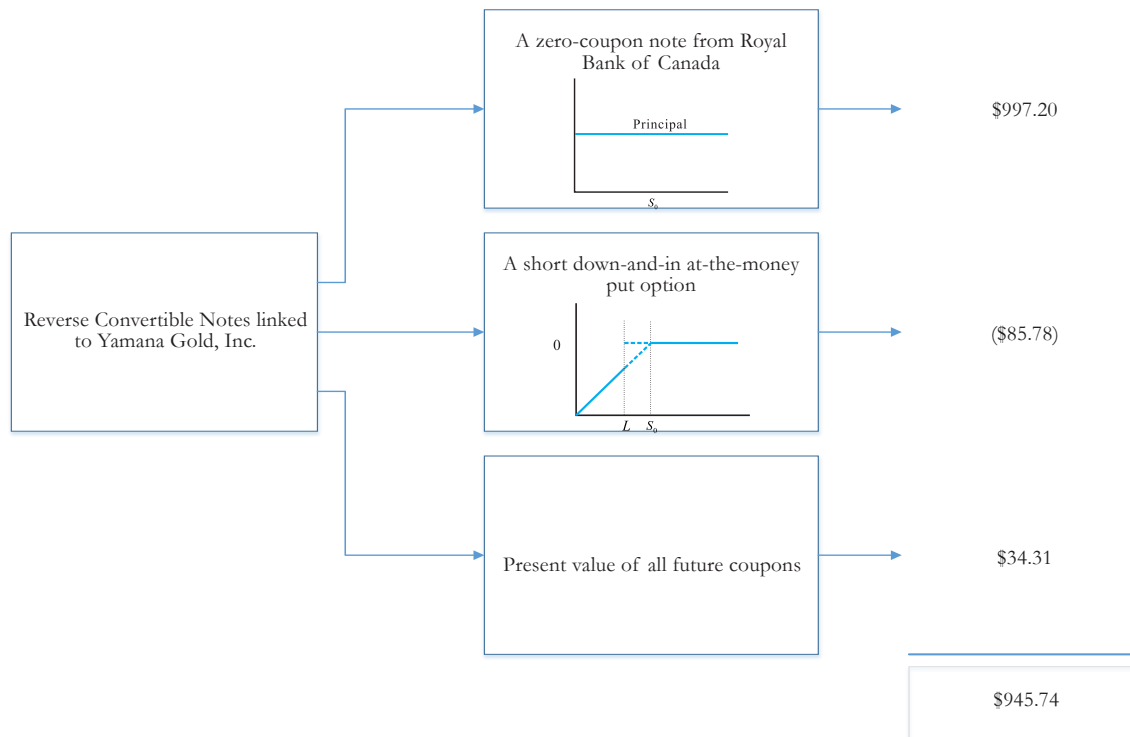 A zero-coupon note from Royal
Bank of Canada
Principal
S₀
$997.20
Reverse Convertible Notes linked
to Yamana Gold, Inc.
A short down-and-in at-the-money
put option
0
L S₀
($85.78)
Present value of all future coupons
$34.31
$945.74